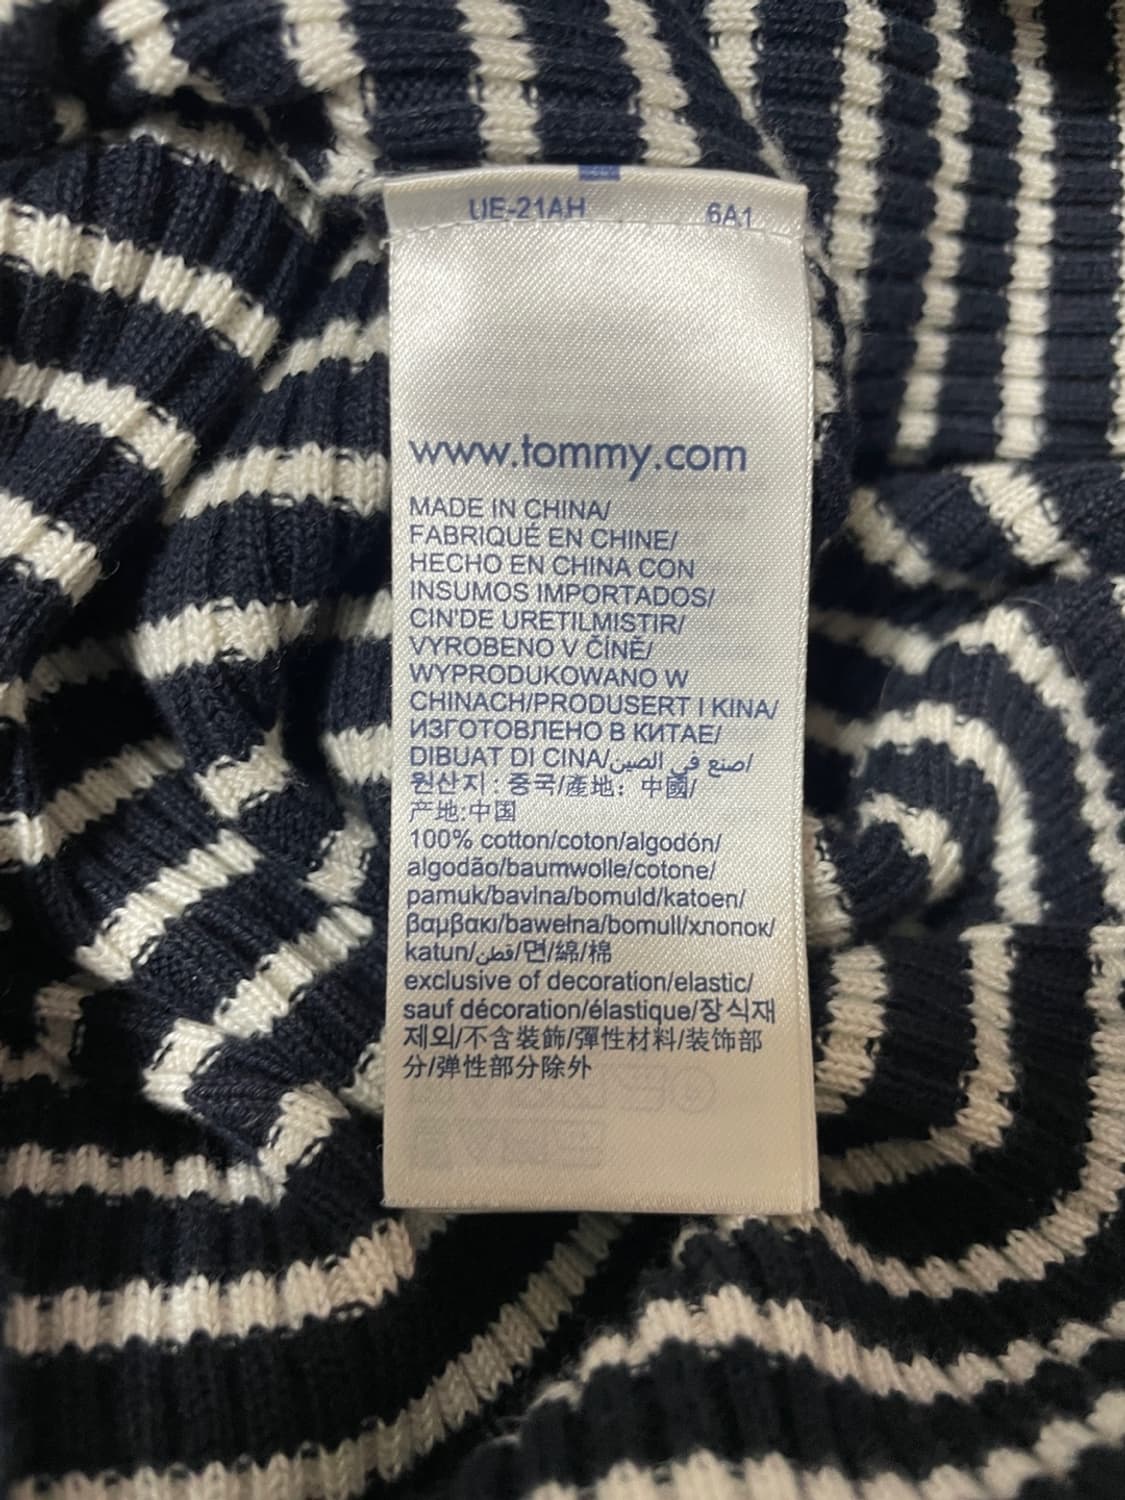 UE-21AH 6A1
www.tommy.com
MADE IN CHINA/
FABRIQUÉ EN CHINE/
HECHO EN CHINA CON
INSUMOS IMPORTADOS/
CIN'DE URETILMISTIR/
VYROBENO V ČÍNĚ/
WYPRODUKOWANO W
CHINACH/PRODUSERT I KINA/
ИЗГОТОВЛЕНО В КИТАЕ/
DIBUAT DI CINA/صنع في الصين/
원산지: 중국/產地: 中國/
产地:中国
100% cotton/coton/algodón/
algodão/baumwolle/cotone/
pamuk/bavlna/bomuld/katoen/
βαμβακι/bawełna/bomull/хлопок/
katun/قطن/면/綿/棉
exclusive of decoration/elastic/
sauf décoration/élastique/장식재
제외/不含裝飾/彈性材料/装饰部
分/弹性部分除外